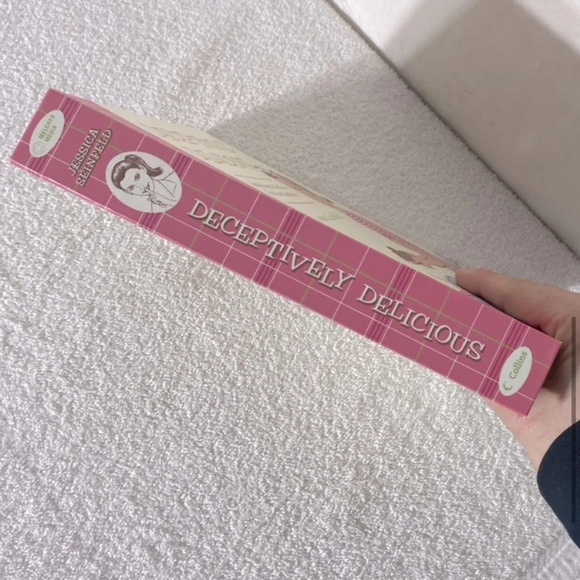 JESSICA
SEINFELD
DECEPTIVELY DELICIOUS
Collins